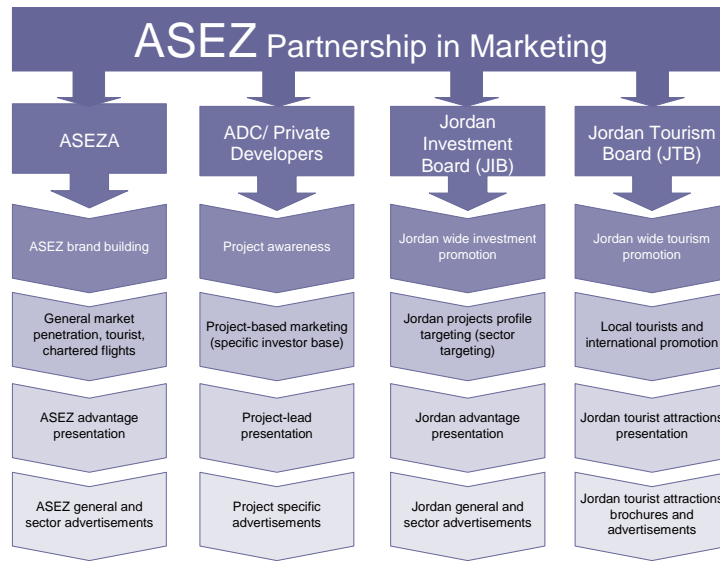 ASEZ Partnership in Marketing
ASEZA
ADC/ Private
Developers
Jordan
Investment
Board (JIB)
Jordan Tourism
Board (JTB)
ASEZ brand building
Project awareness
Jordan wide investment
promotion
Jordan wide tourism
promotion
General market
penetration, tourist,
chartered flights
Project-based marketing
(specific investor base)
Jordan projects profile
targeting (sector
targeting)
Local tourists and
international promotion
ASEZ advantage
presentation
Project-lead
presentation
Jordan advantage
presentation
Jordan tourist attractions
presentation
ASEZ general and
sector advertisements
Project specific
advertisements
Jordan general and
sector advertisements
Jordan tourist attractions
brochures and
advertisements